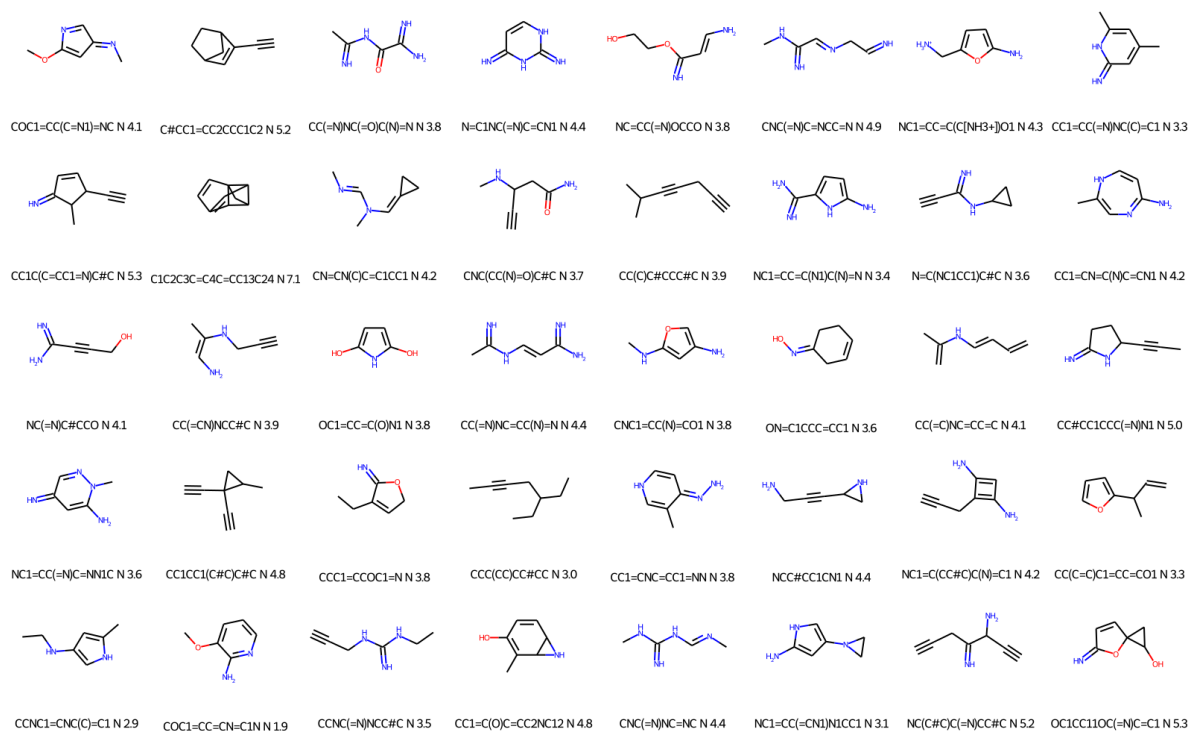 COC1=CC(C=N1)=NC N 4.1
C#CC1=CC2CCC1C2 N 5.2
CC(=N)NC(=O)C(N)=N N 3.8
N=C1NC(=N)C=CN1 N 4.4
NC=CC(=N)OCCO N 3.8
CNC(=N)C=NCC=N N 4.9
NC1=CC=C(C[NH3+])O1 N 4.3
CC1=CC(=N)NC(C)=C1 N 3.3
CC1C(C=CC1=N)C#C N 5.3
C1C2C3C=C4C=CC13C24 N 7.1
CN=CN(C)C=C1CC1 N 4.2
CNC(CC(N)=O)C#C N 3.7
CC(C)C#CCC#C N 3.9
NC1=CC=C(N1)C(N)=N N 3.4
N=C(NC1CC1)C#C N 3.6
CC1=CN=C(N)C=CN1 N 4.2
NC(=N)C#CCO N 4.1
CC(=CN)NCC#C N 3.9
OC1=CC=C(O)N1 N 3.8
CC(=N)NC=CC(N)=N N 4.4
CNC1=CC(N)=CO1 N 3.8
ON=C1CCC=CC1 N 3.6
CC(=C)NC=CC=C N 4.1
CC#CC1CCC(=N)N1 N 5.0
NC1=CC(=N)C=NN1C N 3.6
CC1CC1(C#C)C#C N 4.8
CCC1=CCOC1=N N 3.8
CCC(CC)CC#CC N 3.0
CC1=CNC=CC1=NN N 3.8
NCC#CC1CN1 N 4.4
NC1=C(CC#C)C(N)=C1 N 4.2
CC(C=C)C1=CC=CO1 N 3.3
CCNC1=CNC(C)=C1 N 2.9
COC1=CC=CN=C1N N 1.9
CCNC(=N)NCC#C N 3.5
CC1=C(O)C=CC2NC12 N 4.8
CNC(=N)NC=NC N 4.4
NC1=CC(=CN1)N1CC1 N 3.1
NC(C#C)C(=N)CC#C N 5.2
OC1CC11OC(=N)C=C1 N 5.3